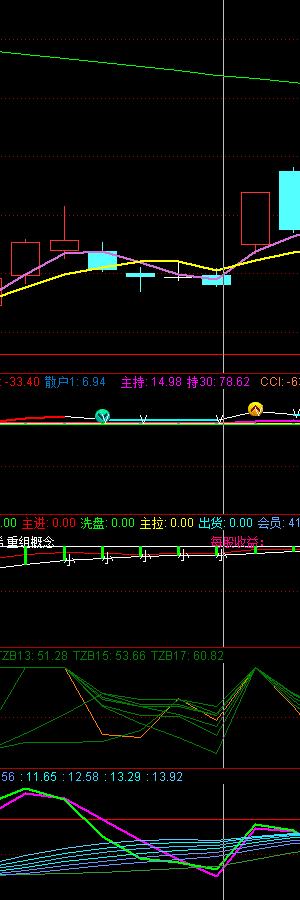 : -33.40 散户1: 6.94 主持: 14.98 持30: 78.62 CCI: -6
.00 主进: 0.00 洗盘: 0.00 主拉: 0.00 出货: 0.00 会员: 41
重组概念 每股收益:
小 小 小 小 小
TZB13: 51.28 TZB15: 53.66 TZB17: 60.82
56 : 11.65 : 12.58 : 13.29 : 13.92